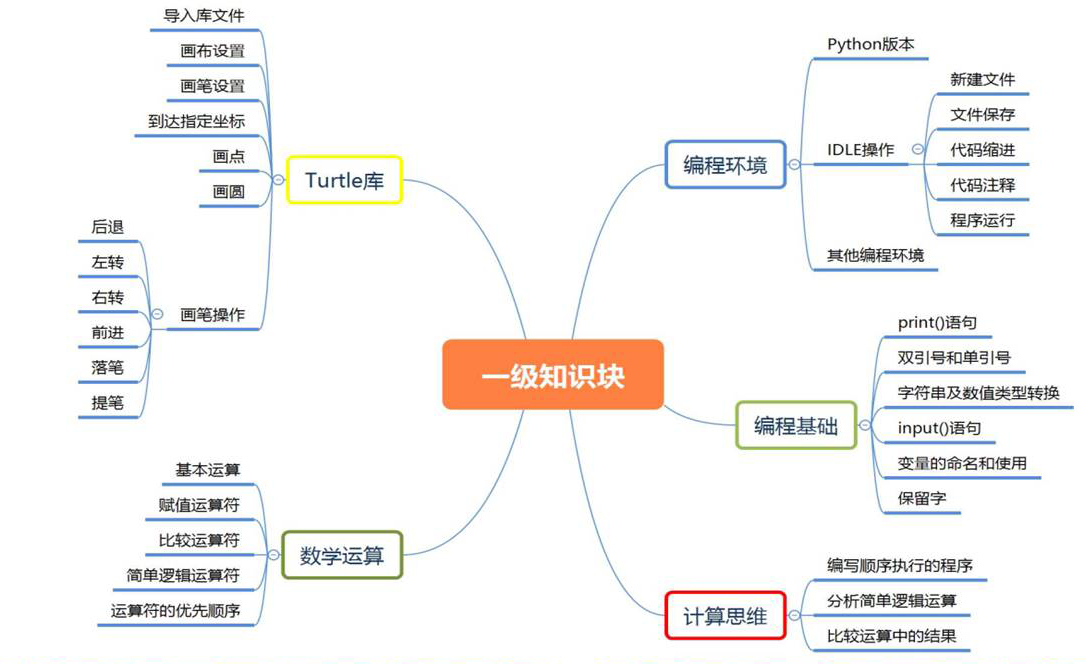 一级知识块
编程环境
Python版本
IDLE操作
新建文件
文件保存
代码缩进
代码注释
程序运行
其他编程环境
编程基础
print()语句
双引号和单引号
字符串及数值类型转换
input()语句
变量的命名和使用
保留字
计算思维
编写顺序执行的程序
分析简单逻辑运算
比较运算中的结果
Turtle库
导入库文件
画布设置
画笔设置
到达指定坐标
画点
画圆
画笔操作
后退
左转
右转
前进
落笔
提笔
数学运算
基本运算
赋值运算符
比较运算符
简单逻辑运算符
运算符的优先顺序